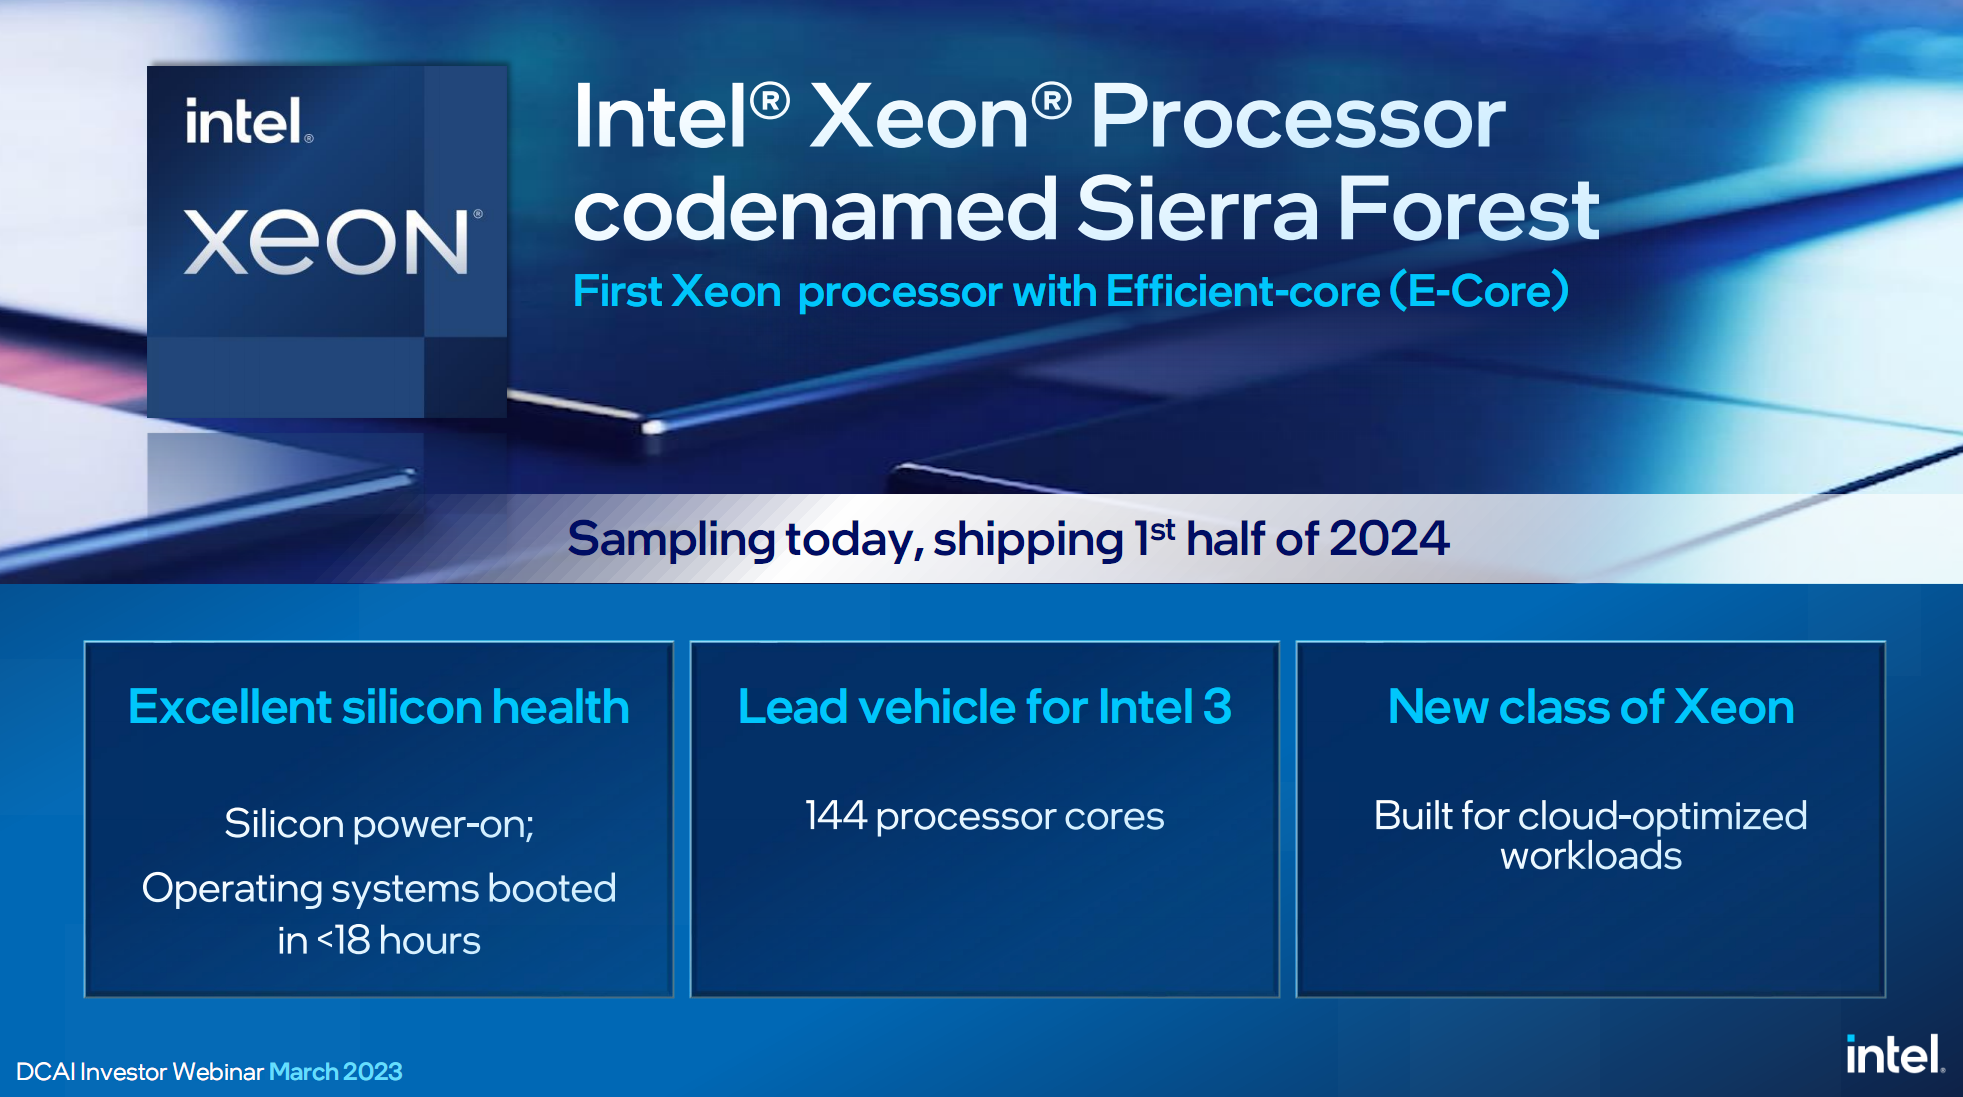 intel®
xeon®
Intel® Xeon® Processor
codenamed Sierra Forest
First Xeon processor with Efficient-core (E-Core)
Sampling today, shipping 1st half of 2024
Excellent silicon health
Silicon power-on;
Operating systems booted
in <18 hours
Lead vehicle for Intel 3
144 processor cores
New class of Xeon
Built for cloud-optimized
workloads
DCAI Investor Webinar March 2023
intel®